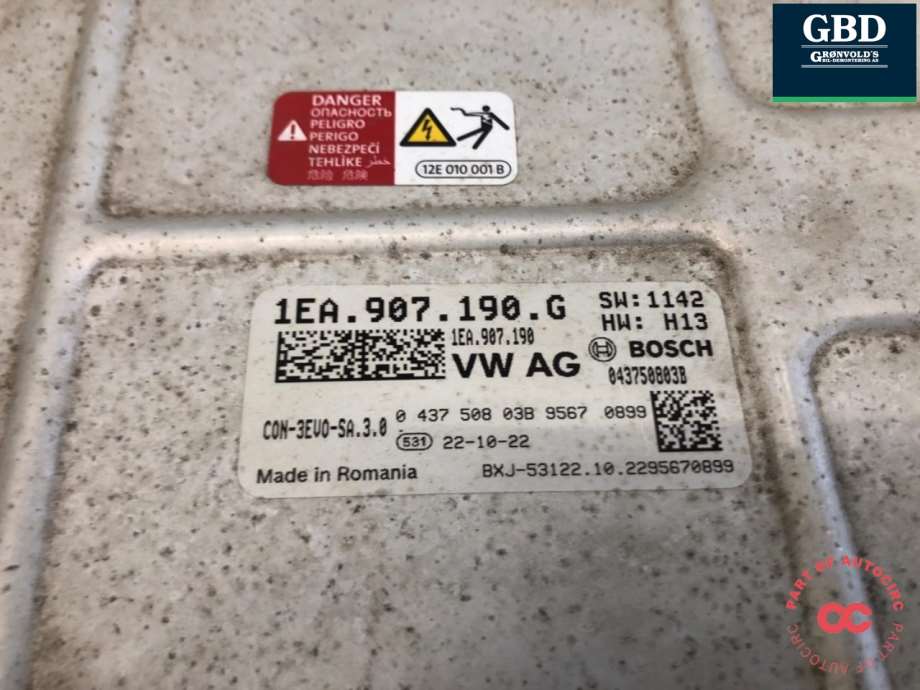 GBD
GRØNVOLD'S
BIL-DEMONTERING AS
DANGER
ОПАСНОСТЬ
PELIGRO
PERIGO
NEBEZPEČÍ
TEHLİKE خطر
危险 危険
12E 010 001 B
1EA.907.190.G
SW:1142
HW: H13
1EA.907.190
VW AG
BOSCH
043750803B
CON-3EVO-SA.3.0
0 437 508 03B 9567 0899
531 22-10-22
Made in Romania
BXJ-53122.10.2295670899
PART OF AUTOCIRC
PART OF AUTOCIRC